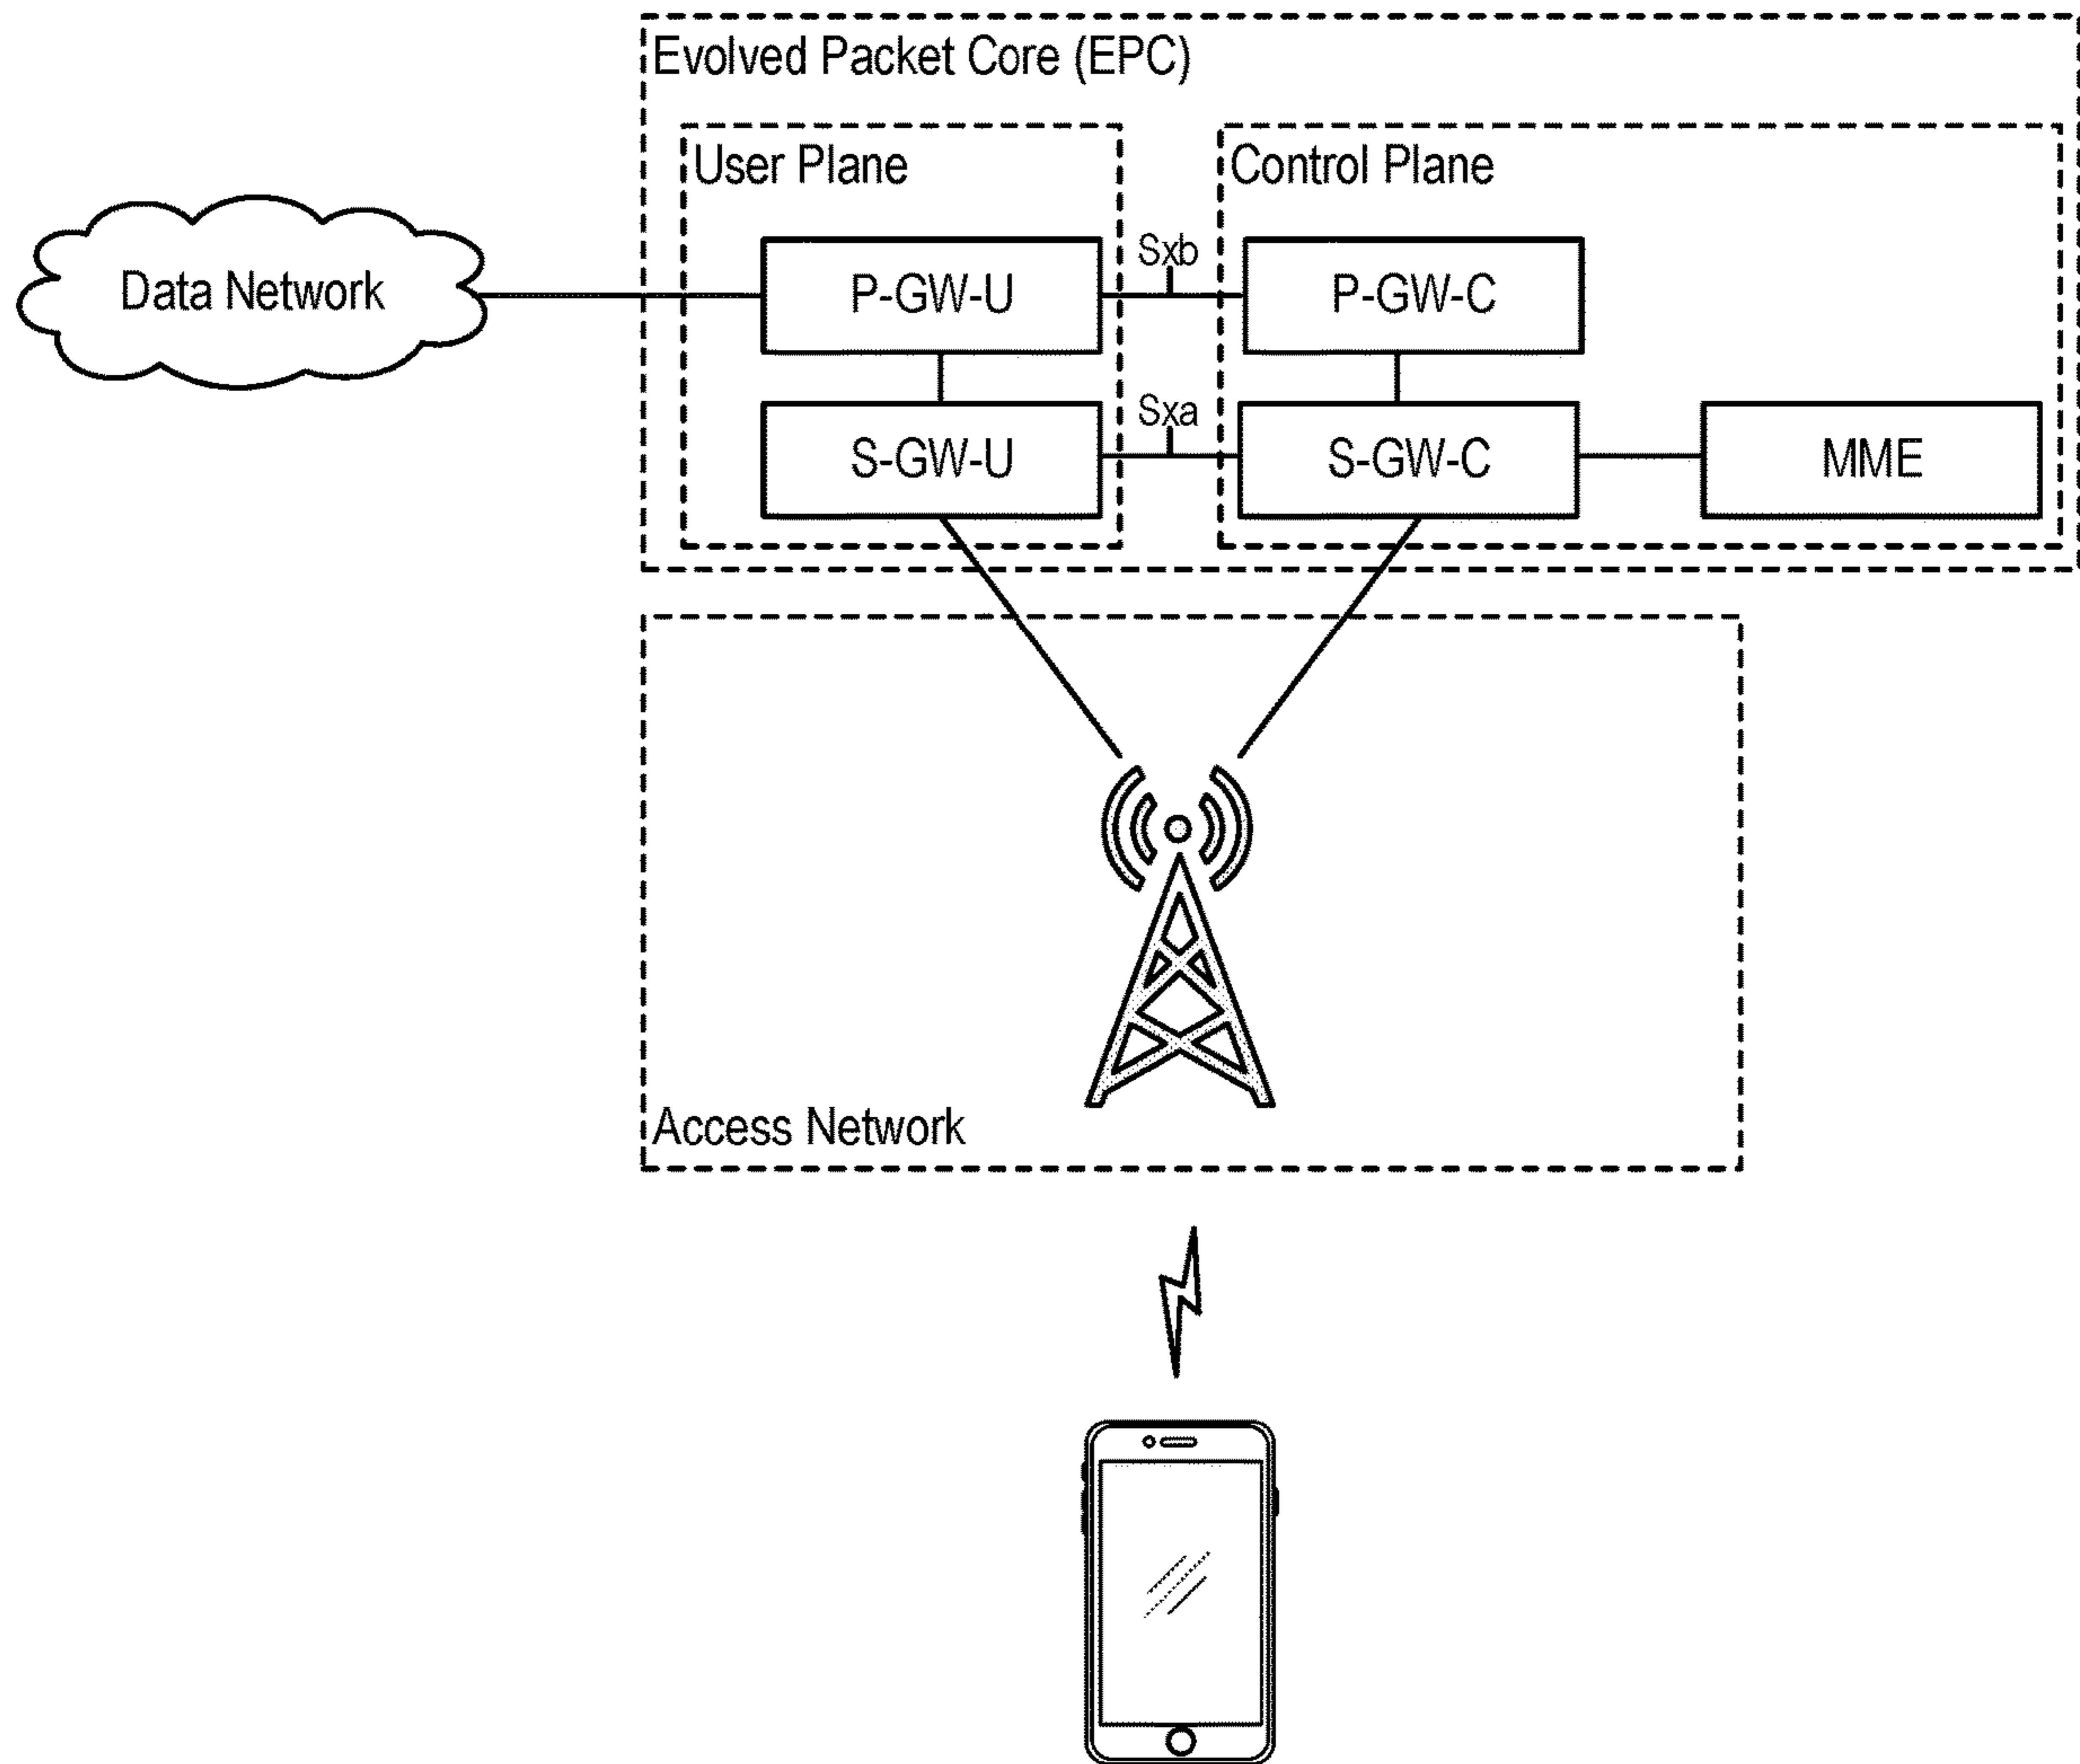 Evolved Packet Core (EPC)
User Plane
Control Plane
Data Network
P-GW-U
Sxb
P-GW-C
S-GW-U
Sxa
S-GW-C
MME
Access Network